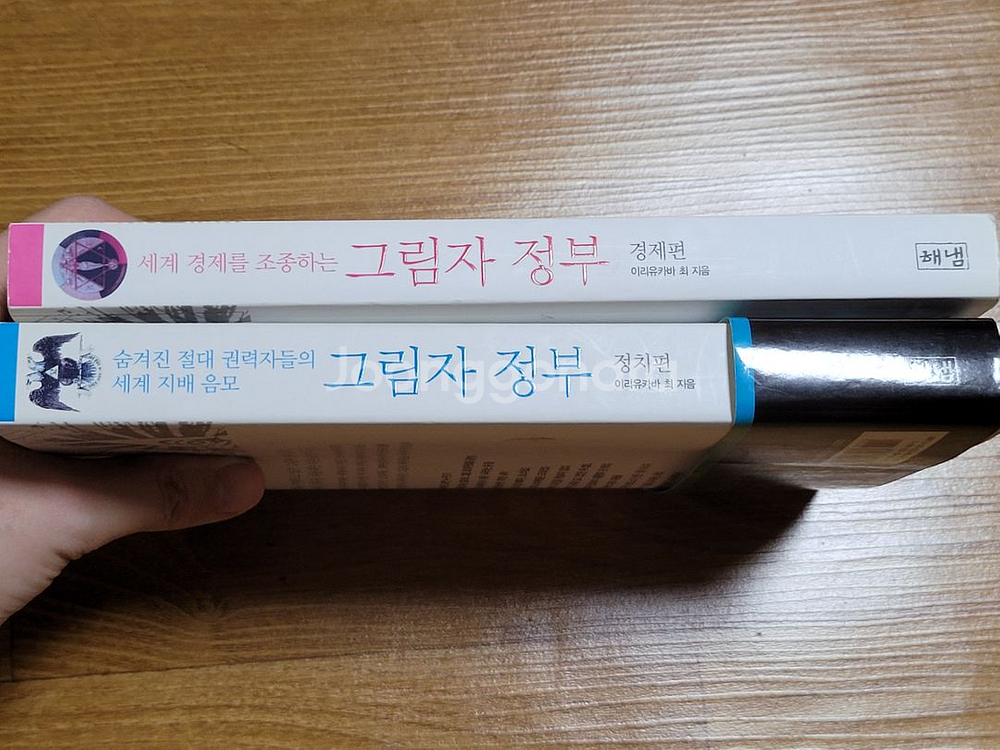 세계 경제를 조종하는 그림자 정부 경제편
이리유카바 최 지음
해냄
숨겨진 절대 권력자들의
세계 지배 음모
그림자 정부 정치편
이리유카바 최 지음
Joonggonara